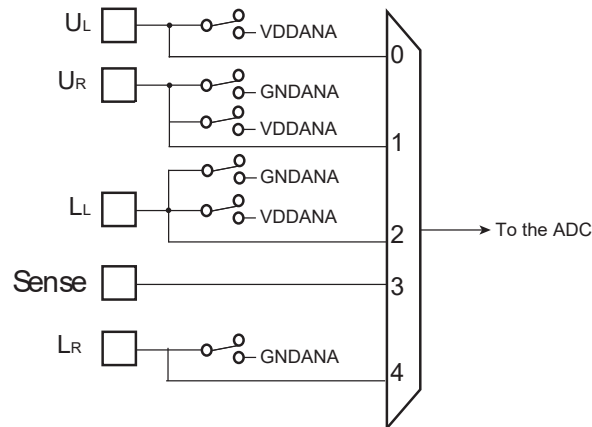 UL
VDDANA
0
UR
GNDANA
VDDANA
1
GNDANA
LL
VDDANA
2
To the ADC
Sense
3
LR
GNDANA
4